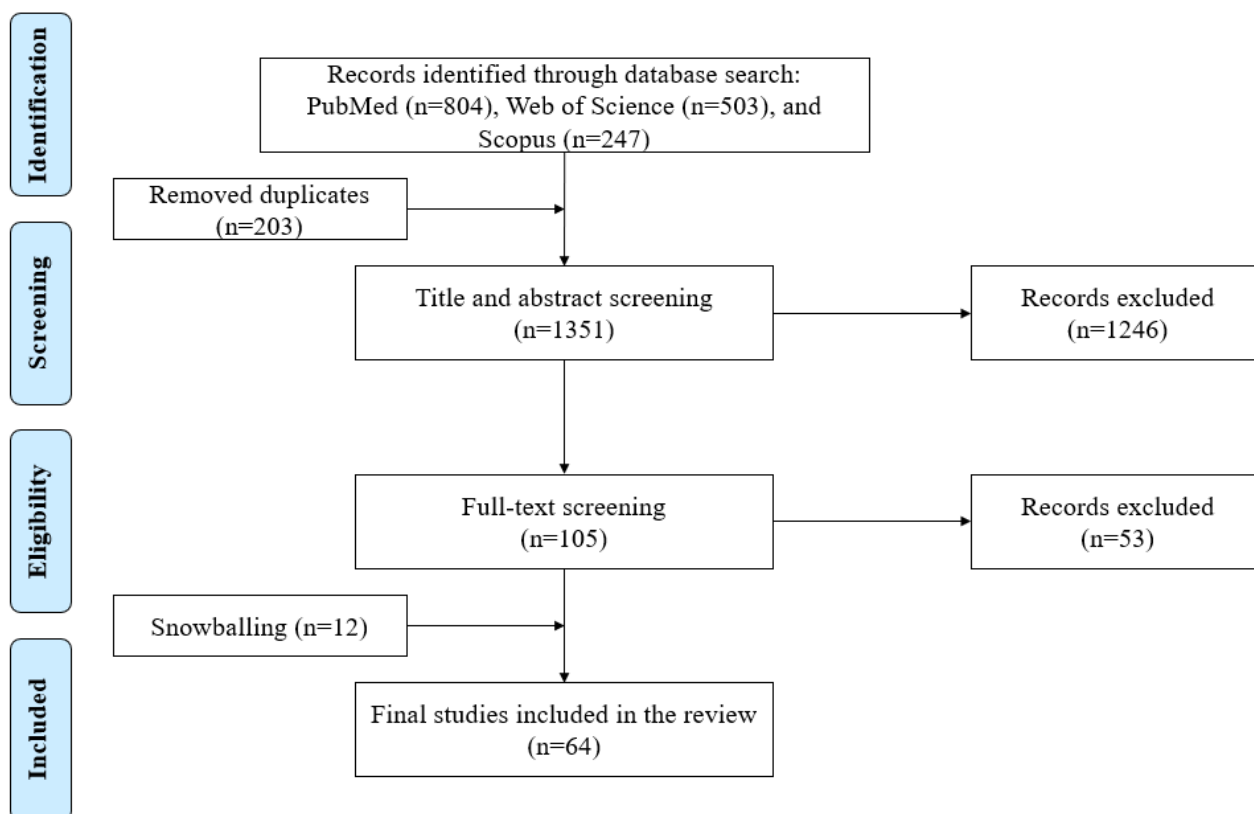 Identification
Records identified through database search:
PubMed (n=804), Web of Science (n=503), and
Scopus (n=247)
Removed duplicates
(n=203)
Screening
Title and abstract screening
(n=1351)
Records excluded
(n=1246)
Eligibility
Full-text screening
(n=105)
Records excluded
(n=53)
Snowballing (n=12)
Included
Final studies included in the review
(n=64)